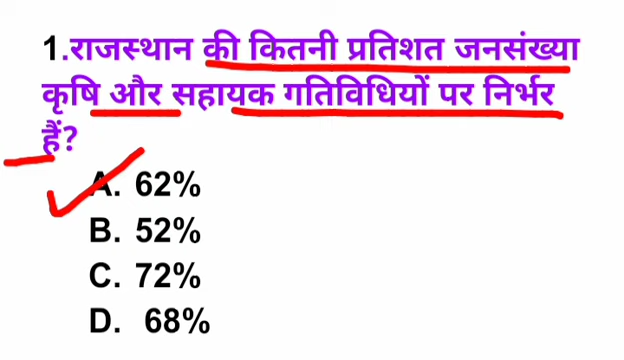 1.राजस्थान की कितनी प्रतिशत जनसंख्या
कृषि और सहायक गतिविधियों पर निर्भर
हैं?
A. 62%
B. 52%
C. 72%
D. 68%